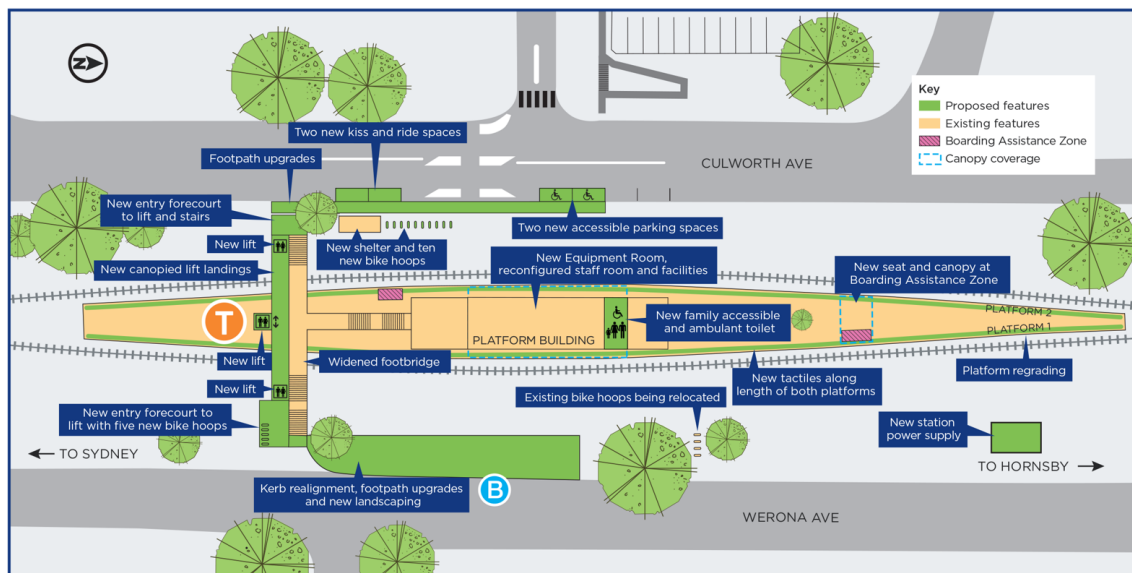 N
Key
Proposed features
Existing features
Boarding Assistance Zone
Canopy coverage
Two new kiss and ride spaces
CULWORTH AVE
Footpath upgrades
New entry forecourt
to lift and stairs
New lift
New shelter and ten
new bike hoops
Two new accessible parking spaces
New canopied lift landings
New Equipment Room,
reconfigured staff room and facilities
New seat and canopy at
Boarding Assistance Zone
T
New family accessible
and ambulant toilet
PLATFORM 2
PLATFORM 1
PLATFORM BUILDING
New lift
Widened footbridge
Platform regrading
New lift
New tactiles along
length of both platforms
Existing bike hoops being relocated
New entry forecourt to
lift with five new bike hoops
New station
power supply
TO SYDNEY
TO HORNSBY
Kerb realignment, footpath upgrades
and new landscaping
B
WERONA AVE